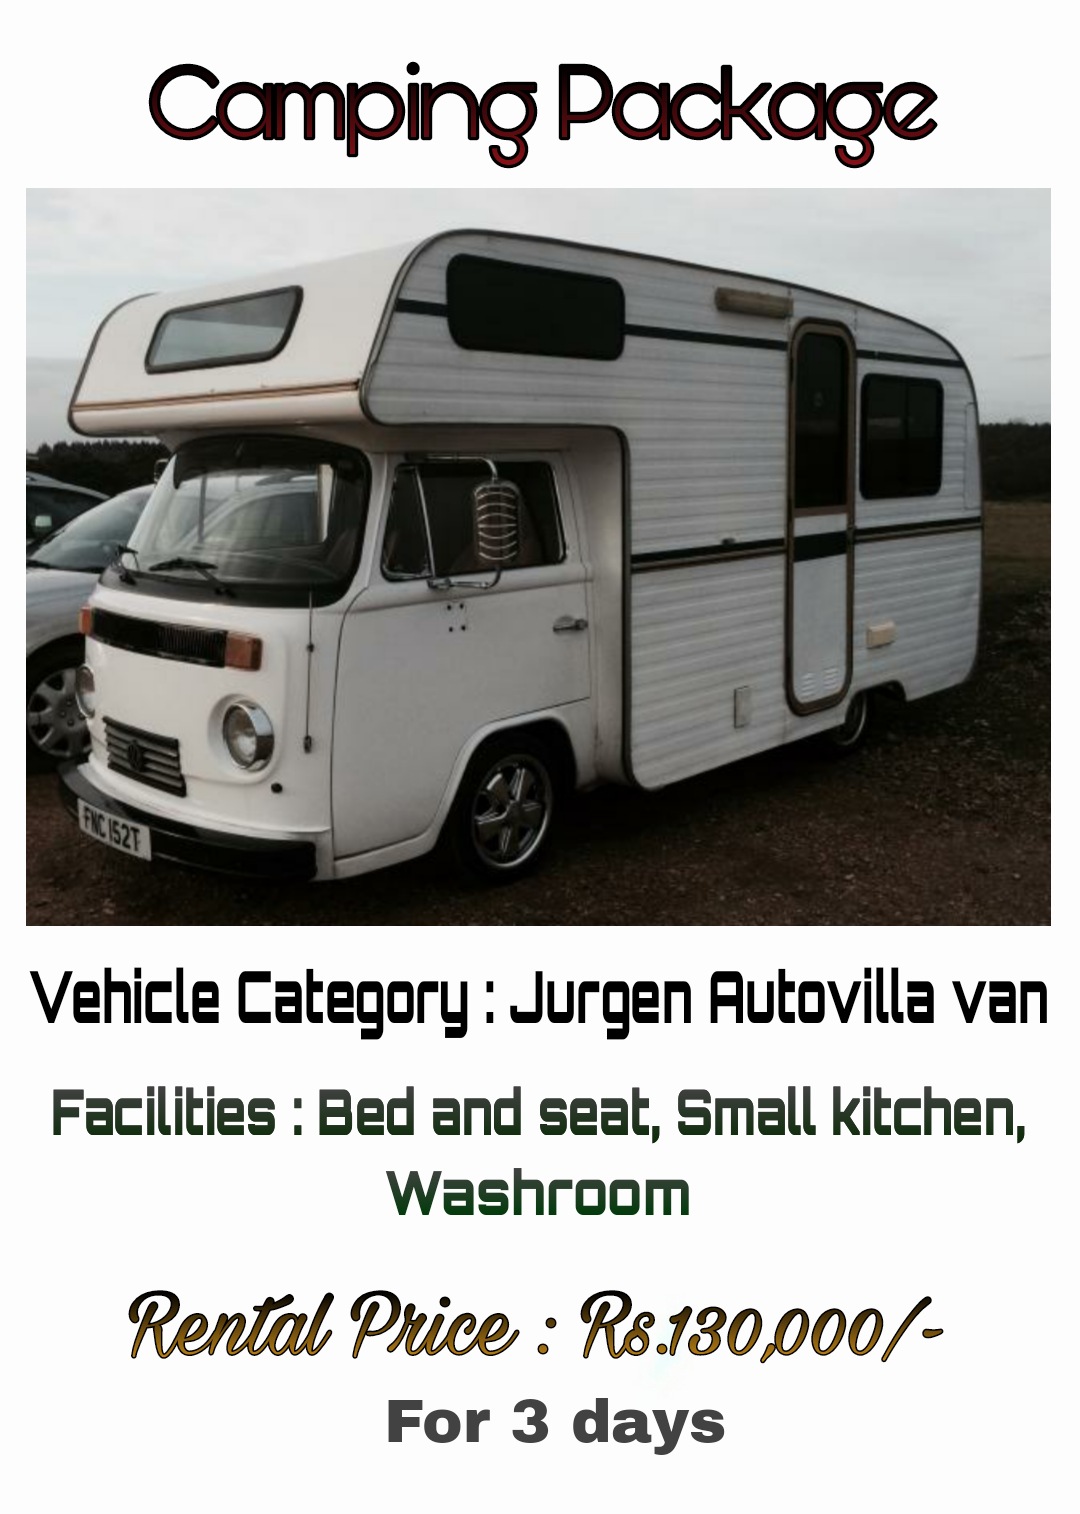 Camping Package
FNC 152T
Vehicle Category : Jurgen Autovilla van
Facilities : Bed and seat, Small kitchen,
Washroom
Rental Price : Rs.130,000/-
For 3 days